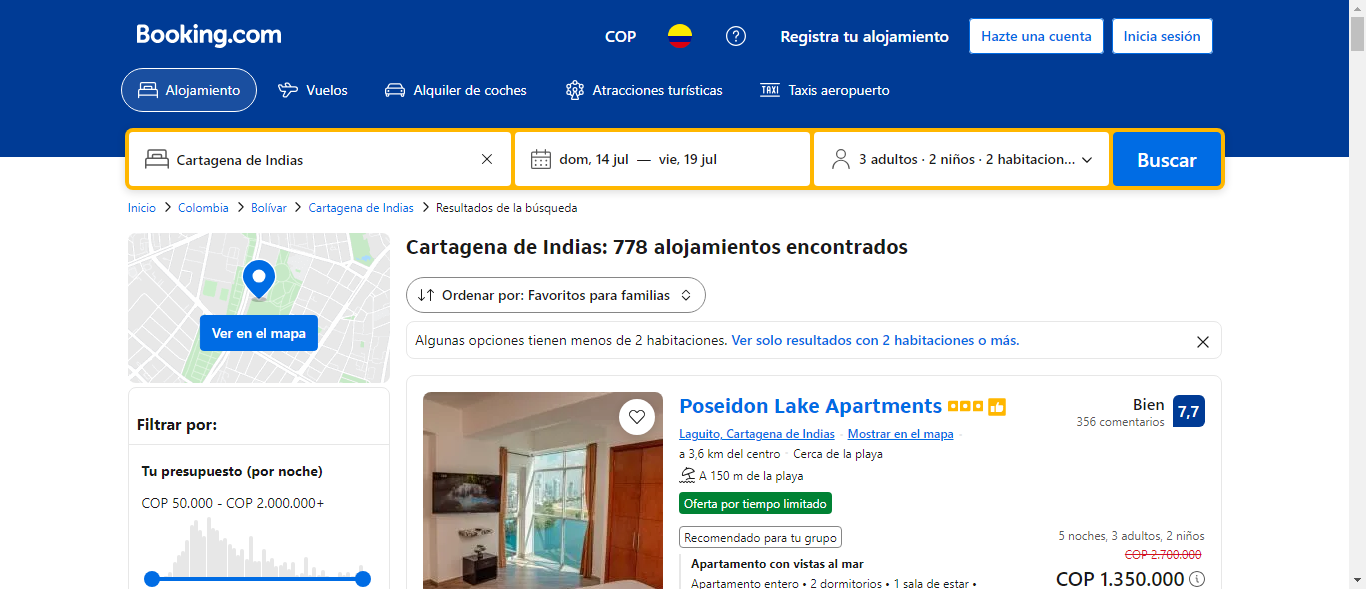 Booking.com
COP
Registra tu alojamiento
Hazte una cuenta
Inicia sesión
Alojamiento
Vuelos
Alquiler de coches
Atracciones turísticas
TAXI Taxis aeropuerto
Cartagena de Indias
dom, 14 jul — vie, 19 jul
3 adultos · 2 niños · 2 habitacion...
Buscar
Inicio > Colombia > Bolívar > Cartagena de Indias > Resultados de la búsqueda
Ver en el mapa
Filtrar por:
Tu presupuesto (por noche)
COP 50.000 - COP 2.000.000+
Cartagena de Indias: 778 alojamientos encontrados
Ordenar por: Favoritos para familias
Algunas opciones tienen menos de 2 habitaciones. Ver solo resultados con 2 habitaciones o más.
Poseidon Lake Apartments
Laguito, Cartagena de Indias · Mostrar en el mapa ·
a 3,6 km del centro · Cerca de la playa
A 150 m de la playa
Oferta por tiempo limitado
Recomendado para tu grupo
Apartamento con vistas al mar
Apartamento entero • 2 dormitorios • 1 sala de estar •
Bien
356 comentarios
7,7
5 noches, 3 adultos, 2 niños
COP 2.700.000
COP 1.350.000